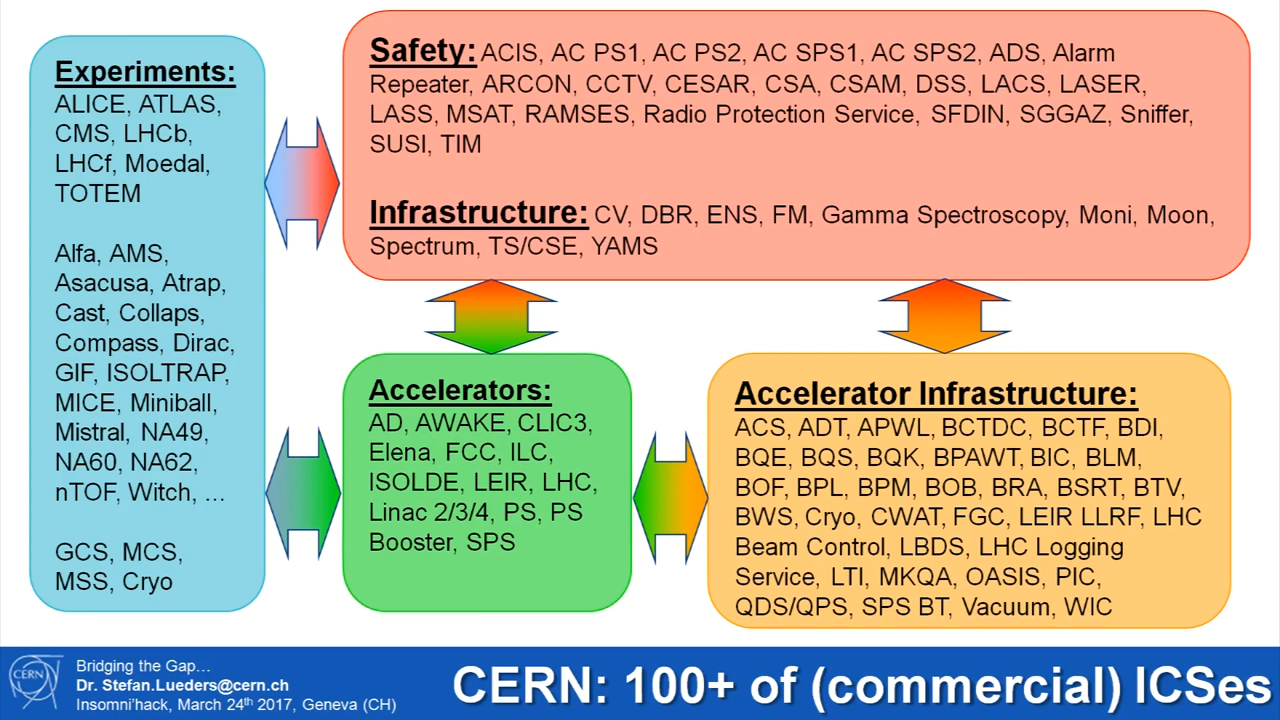 Experiments:
ALICE, ATLAS,
CMS, LHCb,
LHCf, Moedal,
TOTEM
Alfa, AMS,
Asacusa, Atrap,
Cast, Collaps,
Compass, Dirac,
GIF, ISOLTRAP,
MICE, Miniball,
Mistral, NA49,
NA60, NA62,
nTOF, Witch, ...
GCS, MCS,
MSS, Cryo
Safety: ACIS, AC PS1, AC PS2, AC SPS1, AC SPS2, ADS, Alarm
Repeater, ARCON, CCTV, CESAR, CSA, CSAM, DSS, LACS, LASER,
LASS, MSAT, RAMSES, Radio Protection Service, SFDIN, SGGAZ, Sniffer,
SUSI, TIM
Infrastructure: CV, DBR, ENS, FM, Gamma Spectroscopy, Moni, Moon,
Spectrum, TS/CSE, YAMS
Accelerators:
AD, AWAKE, CLIC3,
Elena, FCC, ILC,
ISOLDE, LEIR, LHC,
Linac 2/3/4, PS, PS
Booster, SPS
Accelerator Infrastructure:
ACS, ADT, APWL, BCTDC, BCTF, BDI,
BQE, BQS, BQK, BPAWT, BIC, BLM,
BOF, BPL, BPM, BOB, BRA, BSRT, BTV,
BWS, Cryo, CWAT, FGC, LEIR LLRF, LHC
Beam Control, LBDS, LHC Logging
Service, LTI, MKQA, OASIS, PIC,
QDS/QPS, SPS BT, Vacuum, WIC
CERN
Bridging the Gap…
Dr. Stefan.Lueders@cern.ch
Insomni'hack, March 24th 2017, Geneva (CH)
CERN: 100+ of (commercial) ICSes